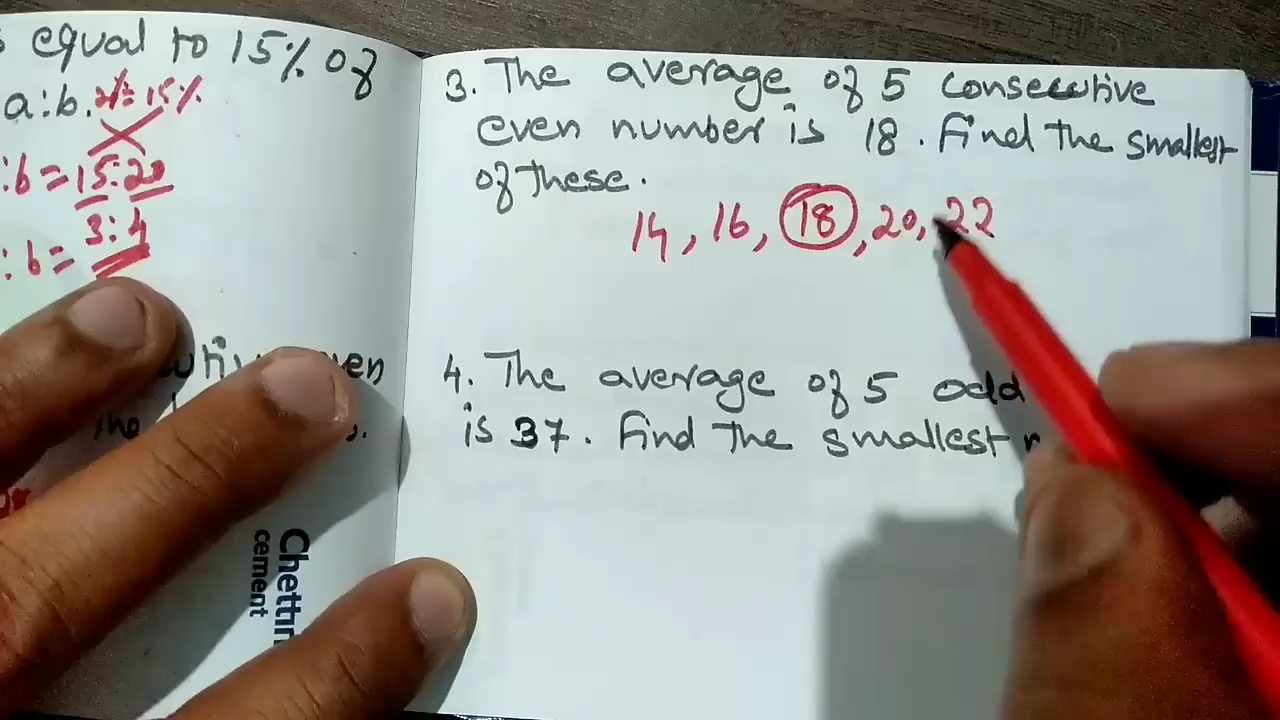 equal to 15% of
a:b. 2%=15%
:b = 15:20
3:4
:b =
Chettin
cement
3. The average of 5 consecutive
even number is 18. Find the smallest
of these.
14, 16, 18, 20, 22
4. The average of 5 odd
is 37. Find the smallest